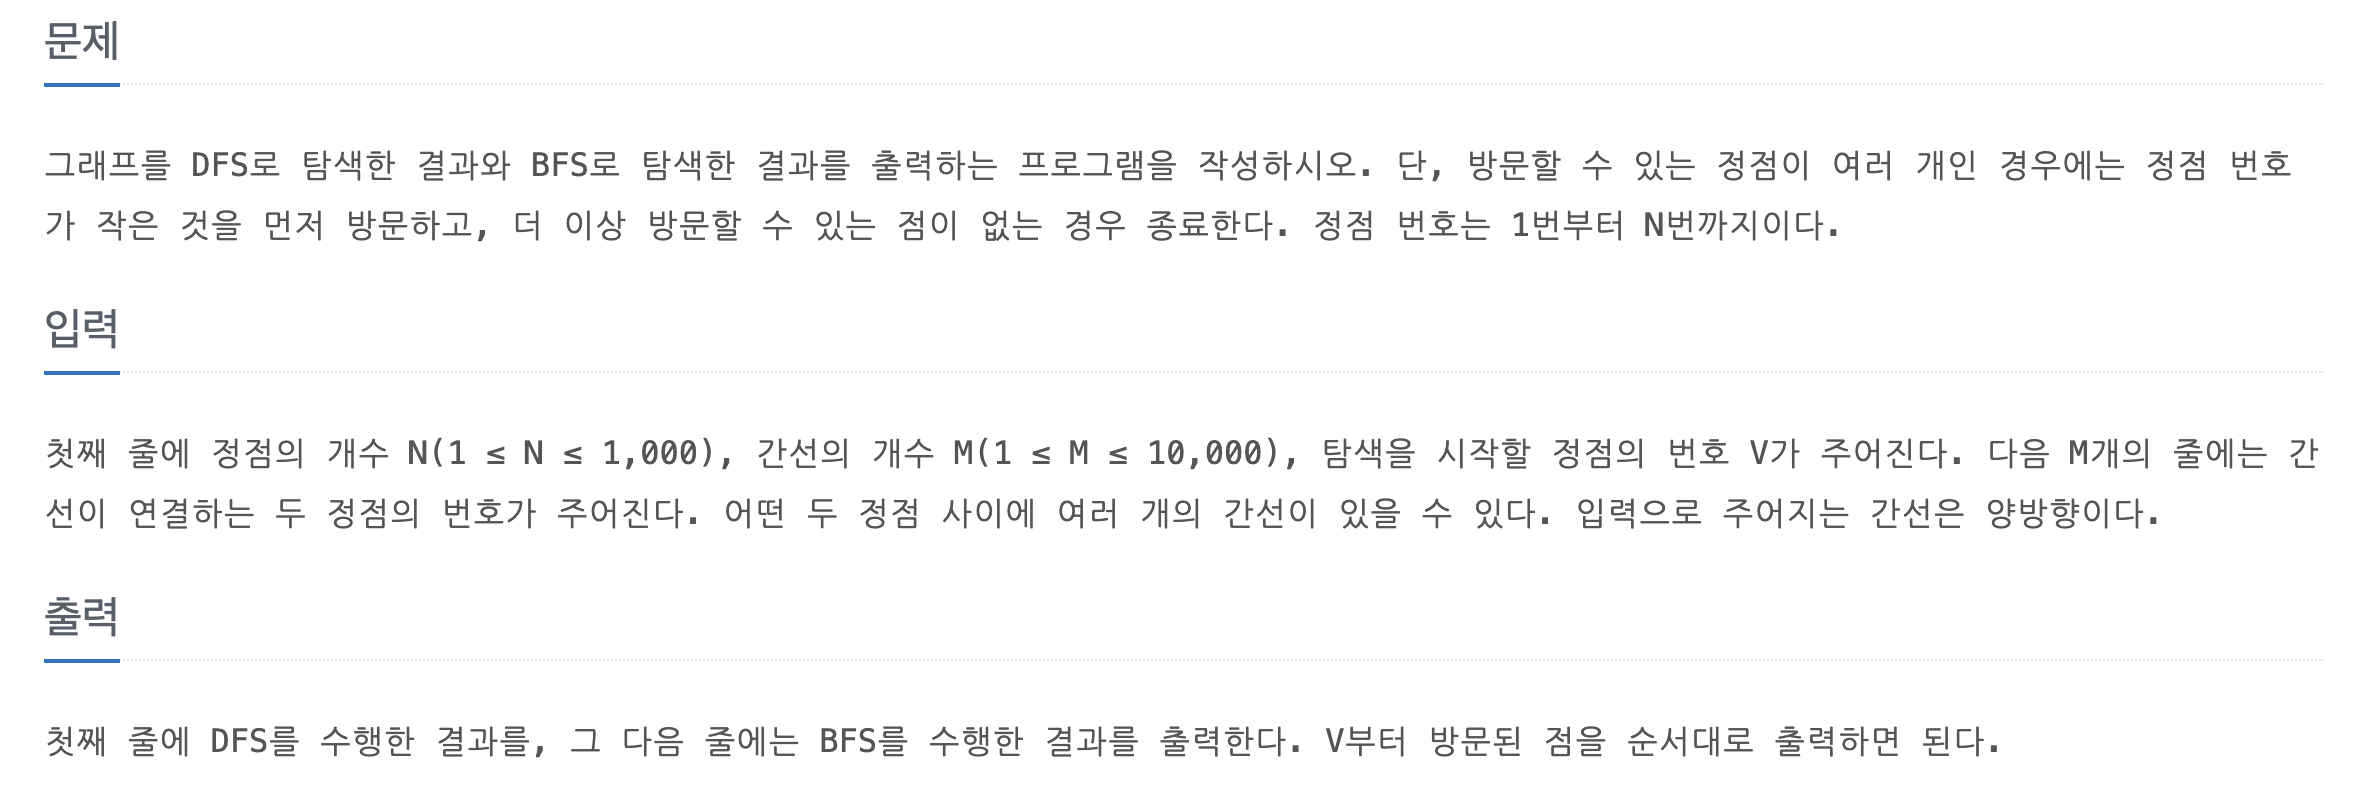 문제
그래프를 DFS로 탐색한 결과와 BFS로 탐색한 결과를 출력하는 프로그램을 작성하시오. 단, 방문할 수 있는 정점이 여러 개인 경우에는 정점 번호
가 작은 것을 먼저 방문하고, 더 이상 방문할 수 있는 점이 없는 경우 종료한다. 정점 번호는 1번부터 N번까지이다.
입력
첫째 줄에 정점의 개수 N(1 ≤ N ≤ 1,000), 간선의 개수 M(1 ≤ M ≤ 10,000), 탐색을 시작할 정점의 번호 V가 주어진다. 다음 M개의 줄에는 간
선이 연결하는 두 정점의 번호가 주어진다. 어떤 두 정점 사이에 여러 개의 간선이 있을 수 있다. 입력으로 주어지는 간선은 양방향이다.
출력
첫째 줄에 DFS를 수행한 결과를, 그 다음 줄에는 BFS를 수행한 결과를 출력한다. V부터 방문된 점을 순서대로 출력하면 된다.